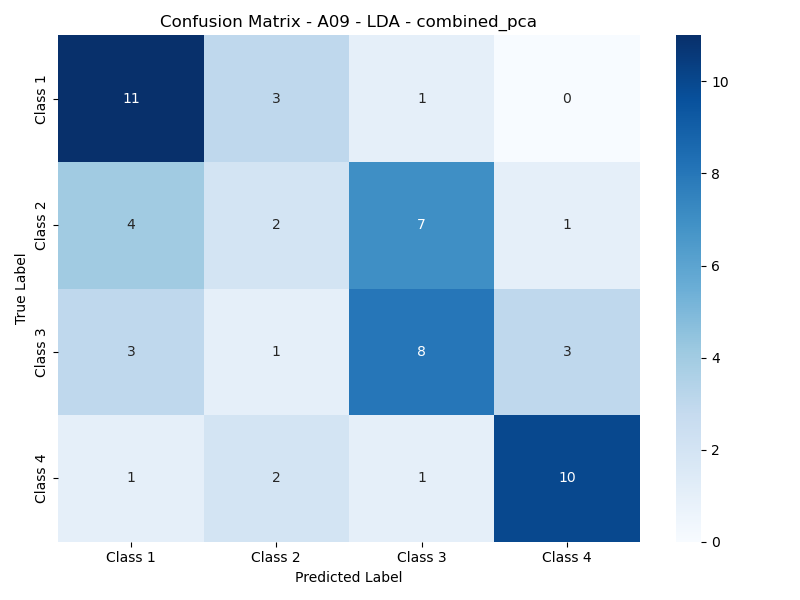 Confusion Matrix - A09 - LDA - combined_pca
True Label
Class 1
11 3 1 0
Class 2
4 2 7 1
Class 3
3 1 8 3
Class 4
1 2 1 10
Class 1 Class 2 Class 3 Class 4
Predicted Label
10
8
6
4
2
0